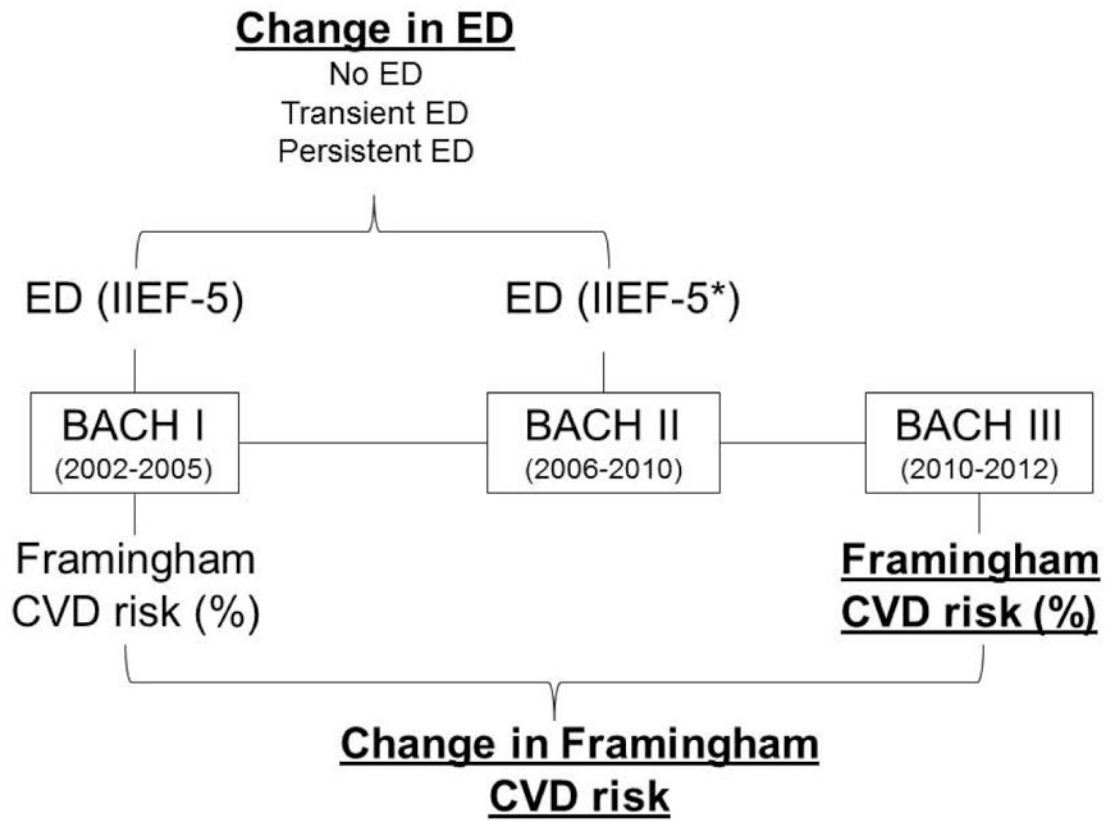 Change in ED
No ED
Transient ED
Persistent ED
ED (IIEF-5)
ED (IIEF-5*)
BACH I
(2002-2005)
BACH II
(2006-2010)
BACH III
(2010-2012)
Framingham
CVD risk (%)
Framingham
CVD risk (%)
Change in Framingham
CVD risk